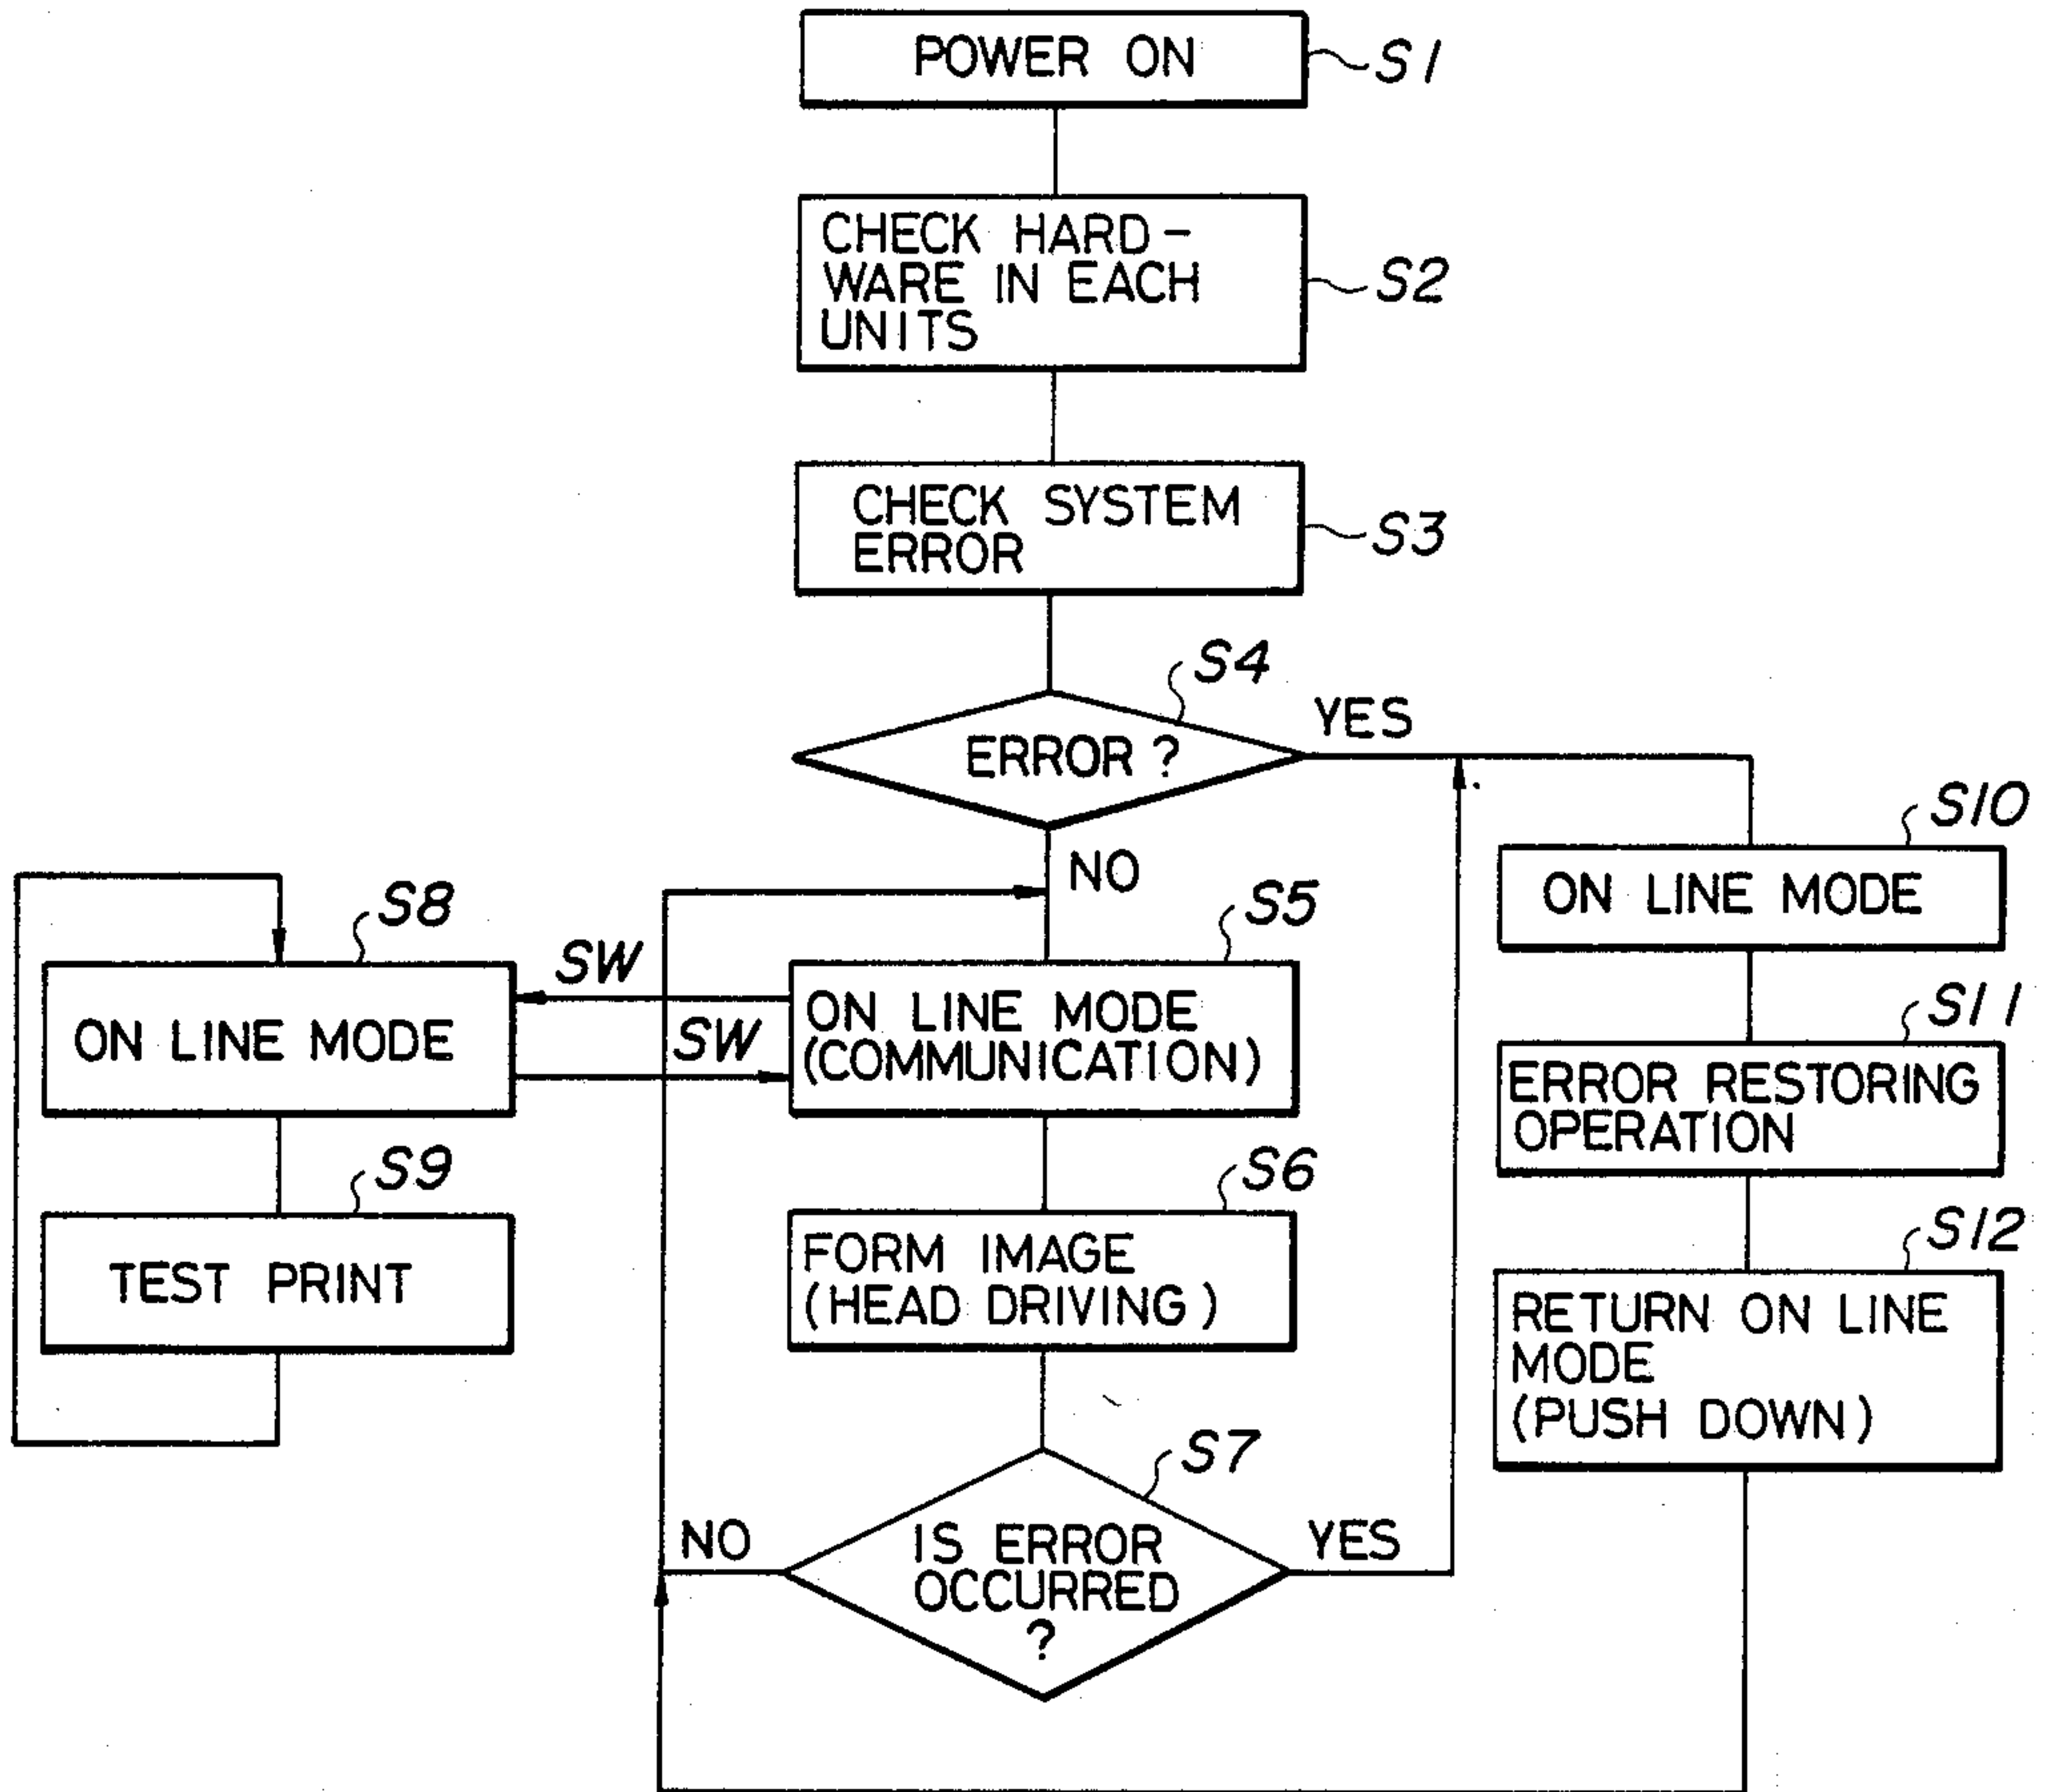 POWER ON
S1
CHECK HARD-
WARE IN EACH
UNITS
S2
CHECK SYSTEM
ERROR
S3
S4
ERROR ?
YES
NO
S10
ON LINE MODE
S8
ON LINE MODE
SW
SW
S5
ON LINE MODE
(COMMUNICATION)
S11
ERROR RESTORING
OPERATION
S9
TEST PRINT
S6
FORM IMAGE
(HEAD DRIVING)
S12
RETURN ON LINE
MODE
(PUSH DOWN)
S7
IS ERROR
OCCURRED
?
NO
YES